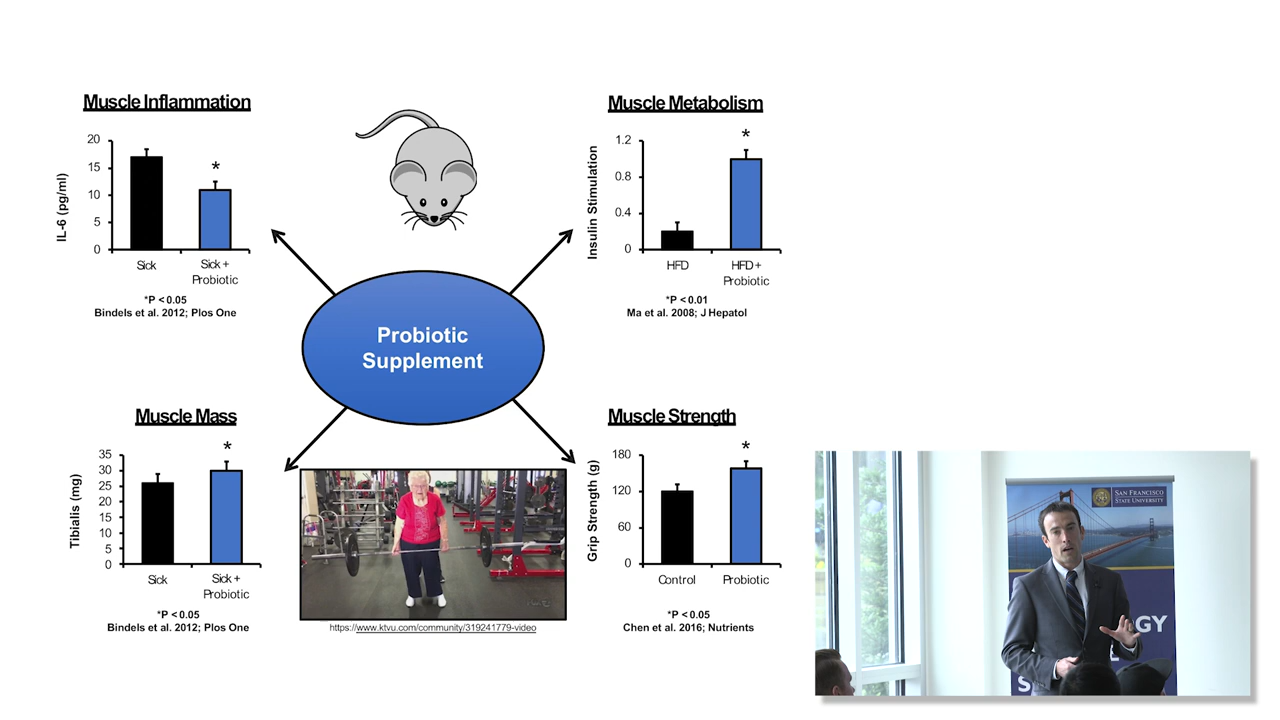 Muscle Inflammation
20
15
10
5
0
IL-6 (pg/ml)
*
Sick
Sick +
Probiotic
*P < 0.05
Bindels et al. 2012; Plos One
Muscle Metabolism
1.2
0.8
0.4
0
Insulin Stimulation
*
HFD
HFD +
Probiotic
*P < 0.01
Ma et al. 2008; J Hepatol
Probiotic
Supplement
Muscle Mass
35
30
25
20
15
10
5
0
Tibialis (mg)
*
Sick
Sick +
Probiotic
*P < 0.05
Bindels et al. 2012; Plos One
https://www.ktvu.com/community/319241779-video
Muscle Strength
180
120
60
0
Grip Strength (g)
*
Control
Probiotic
*P < 0.05
Chen et al. 2016; Nutrients
SAN FRANCISCO
STATE UNIVERSITY
GY
S